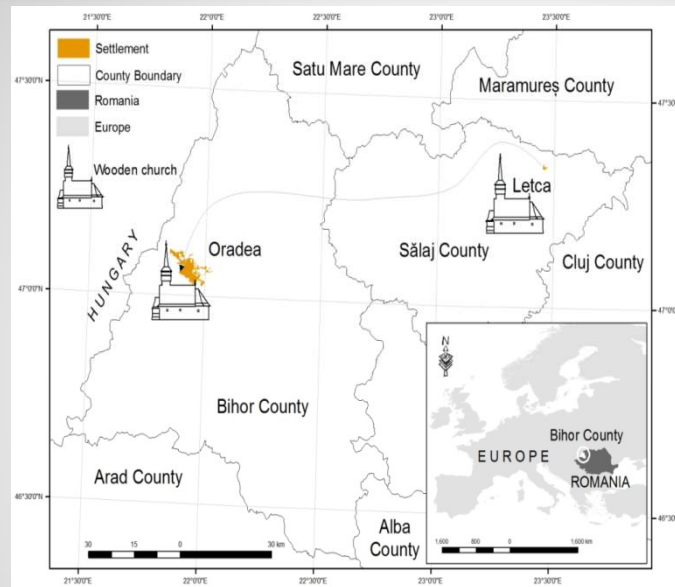 21°30'0"E
22°0'0"E
23°0'0"E
23°30'0"E
Settlement
County Boundary
Romania
Europe
Wooden church
47°30'0"N
47°30'0"N
Satu Mare County
Maramureș County
Letca
Oradea
Sălaj County
Cluj County
HUNGARY
47°0'0"N
47°0'0"N
Bihor County
N
Bihor County
EUROPE
ROMANIA
1.600 800 0 1.600 km
Arad County
46°30'0"N
46°30'0"N
Alba
County
30 15 0 30 km
21°30'0"E
22°0'0"E
22°30'0"E
23°0'0"E
23°30'0"E